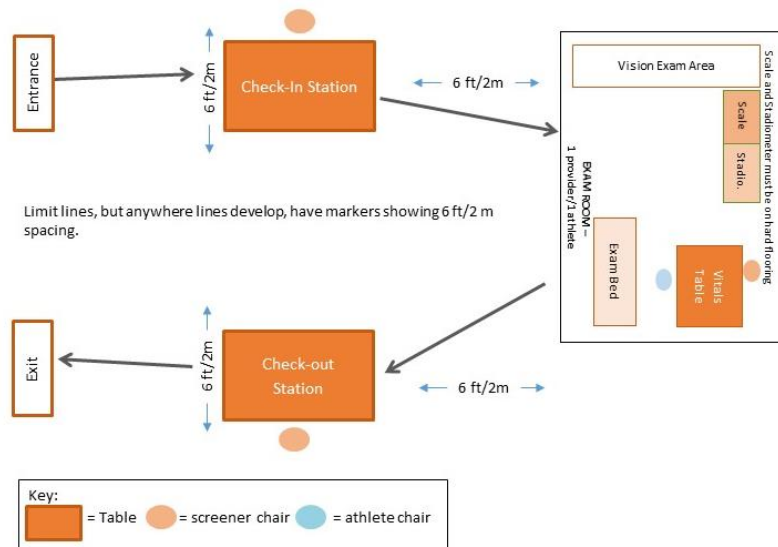 Entrance
6 ft/2m
Check-In Station
6 ft/2m
Vision Exam Area
Scale
Stadio.
Scale and Stadiometer must be on hard flooring
EXAM ROOM –
1 provider/1 athlete
Exam Bed
Vitals
Table
Limit lines, but anywhere lines develop, have markers showing 6 ft/2 m
spacing.
Exit
6 ft/2m
Check-out
Station
6 ft/2m
Key:
= Table
= screener chair
= athlete chair